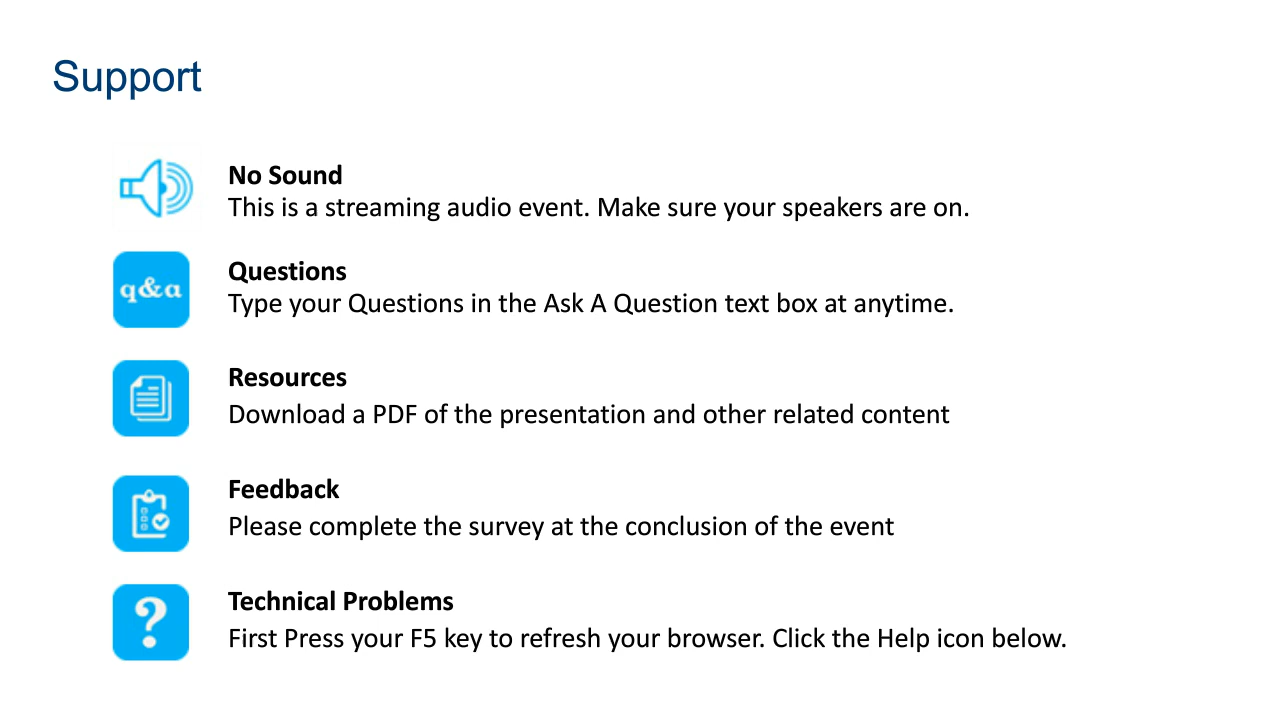 Support
No Sound
This is a streaming audio event. Make sure your speakers are on.
q&a
Questions
Type your Questions in the Ask A Question text box at anytime.
Resources
Download a PDF of the presentation and other related content
Feedback
Please complete the survey at the conclusion of the event
?
Technical Problems
First Press your F5 key to refresh your browser. Click the Help icon below.